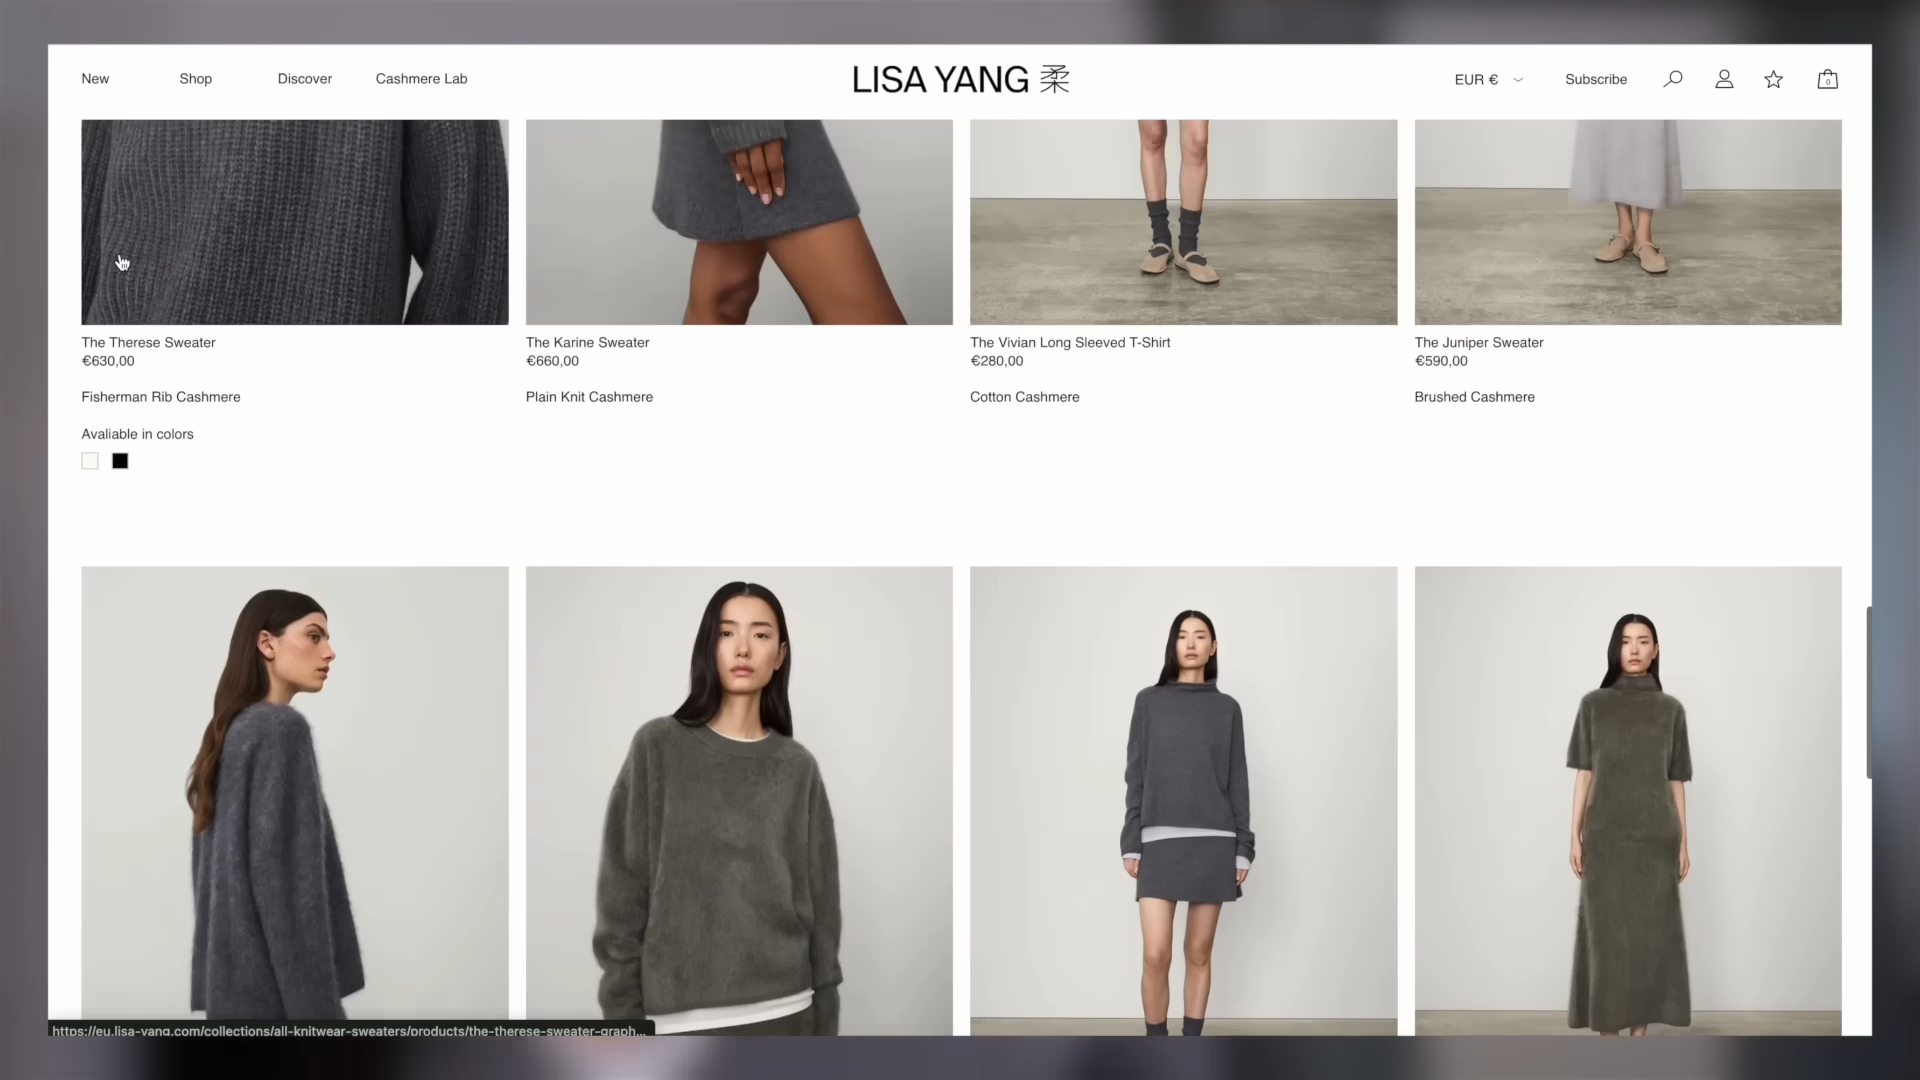 New Shop Discover Cashmere Lab LISA YANG 柔 EUR € Subscribe 0
The Therese Sweater
€630,00
Fisherman Rib Cashmere
Avaliable in colors
The Karine Sweater
€660,00
Plain Knit Cashmere
The Vivian Long Sleeved T-Shirt
€280,00
Cotton Cashmere
The Juniper Sweater
€590,00
Brushed Cashmere
https://eu.lisa-yang.com/collections/all-knitwear-sweaters/products/the-therese-sweater-graph...